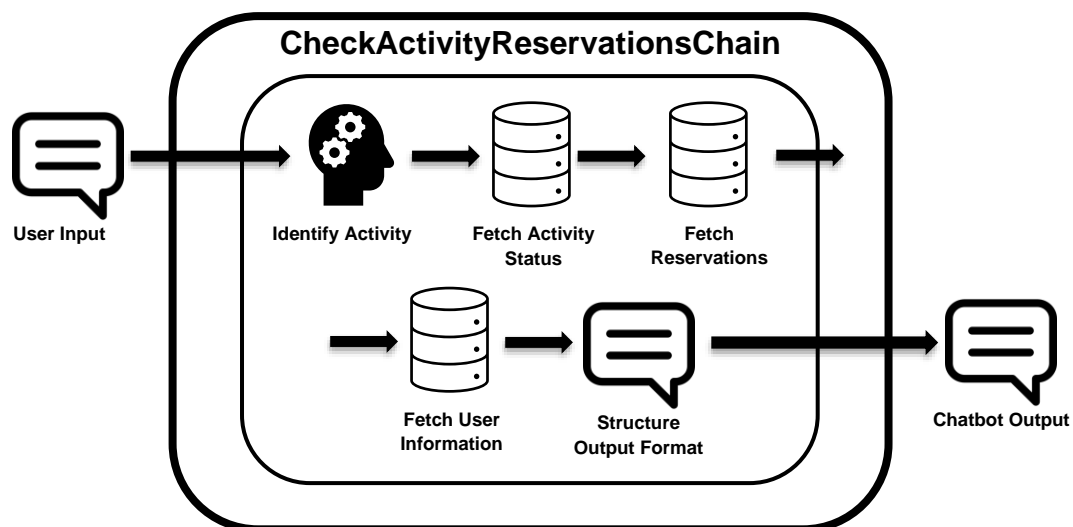 CheckActivityReservationsChain
User Input
Identify Activity
Fetch Activity
Status
Fetch
Reservations
Fetch User
Information
Structure
Output Format
Chatbot Output